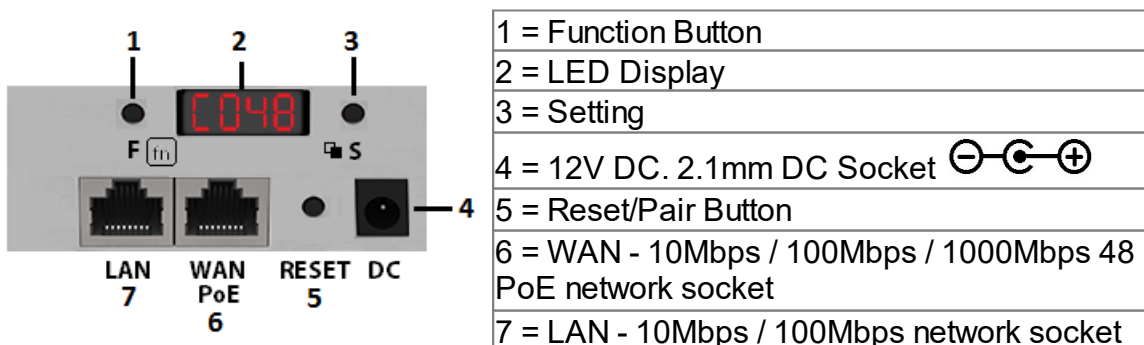 1 2 3
C048
F fn S
4
LAN WAN RESET DC
7 PoE 5
6
1 = Function Button
2 = LED Display
3 = Setting
4 = 12V DC. 2.1mm DC Socket
5 = Reset/Pair Button
6 = WAN - 10Mbps / 100Mbps / 1000Mbps 48
PoE network socket
7 = LAN - 10Mbps / 100Mbps network socket